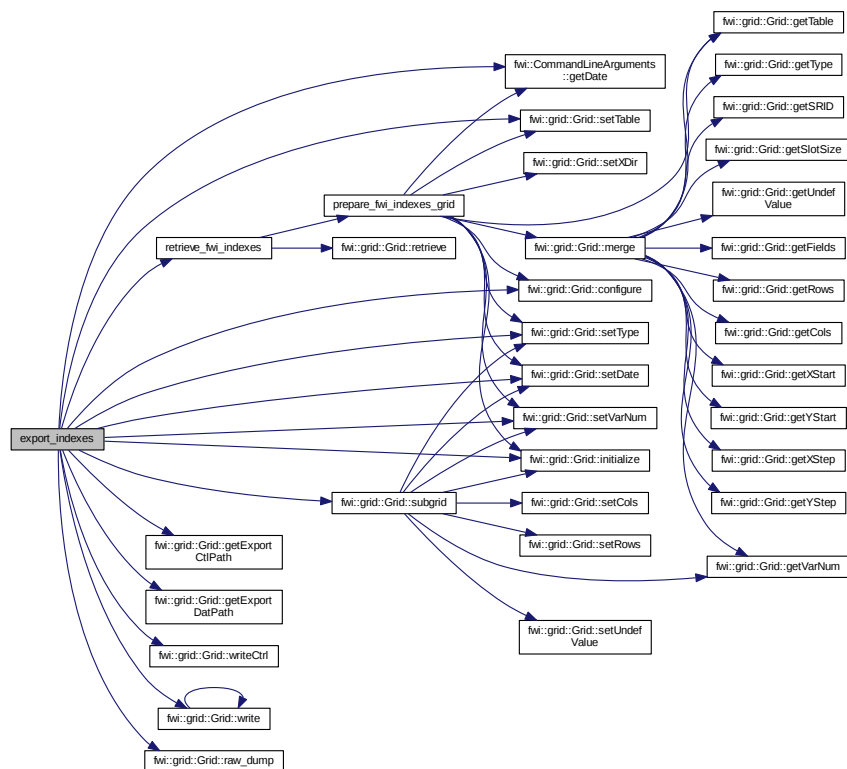 export_indexes
retrieve_fwi_indexes
fwi::grid::Grid::getExport
CtlPath
fwi::grid::Grid::getExport
DatPath
fwi::grid::Grid::writeCtrl
fwi::grid::Grid::write
fwi::grid::Grid::raw_dump
prepare_fwi_indexes_grid
fwi::grid::Grid::retrieve
fwi::grid::Grid::subgrid
fwi::CommandLineArguments
::getDate
fwi::grid::Grid::setTable
fwi::grid::Grid::setXDir
fwi::grid::Grid::merge
fwi::grid::Grid::configure
fwi::grid::Grid::setType
fwi::grid::Grid::setDate
fwi::grid::Grid::setVarNum
fwi::grid::Grid::initialize
fwi::grid::Grid::setCols
fwi::grid::Grid::setRows
fwi::grid::Grid::setUndef
Value
fwi::grid::Grid::getTable
fwi::grid::Grid::getType
fwi::grid::Grid::getSRID
fwi::grid::Grid::getSlotSize
fwi::grid::Grid::getUndef
Value
fwi::grid::Grid::getFields
fwi::grid::Grid::getRows
fwi::grid::Grid::getCols
fwi::grid::Grid::getXStart
fwi::grid::Grid::getYStart
fwi::grid::Grid::getXStep
fwi::grid::Grid::getYStep
fwi::grid::Grid::getVarNum